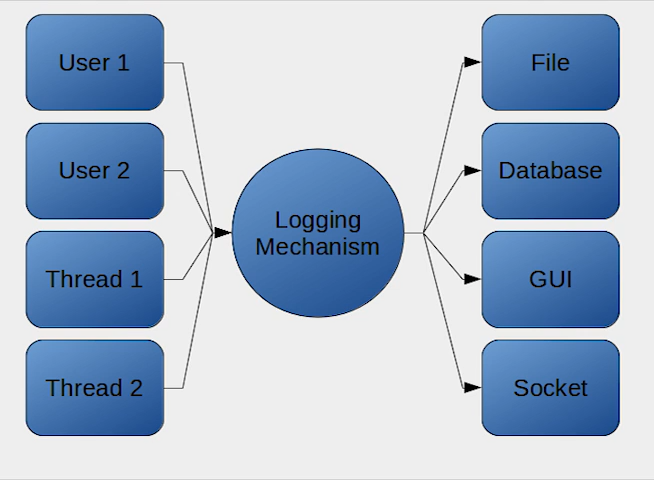 User 1
User 2
Thread 1
Thread 2
Logging
Mechanism
File
Database
GUI
Socket